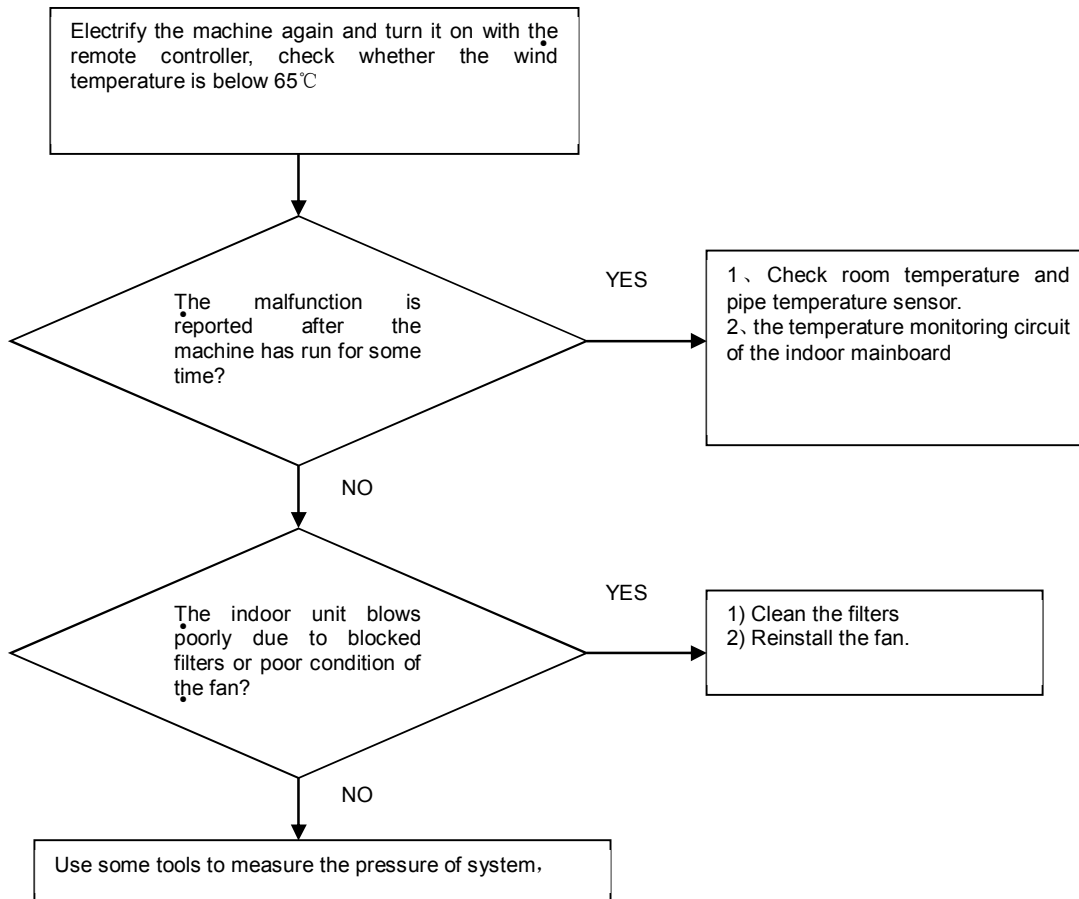 Electrify the machine again and turn it on with the
remote controller, check whether the wind
temperature is below 65℃
YES
The malfunction is
reported after the
machine has run for some
time?
1、Check room temperature and
pipe temperature sensor.
2、the temperature monitoring circuit
of the indoor mainboard
NO
YES
The indoor unit blows
poorly due to blocked
filters or poor condition of
the fan?
1) Clean the filters
2) Reinstall the fan.
NO
Use some tools to measure the pressure of system，